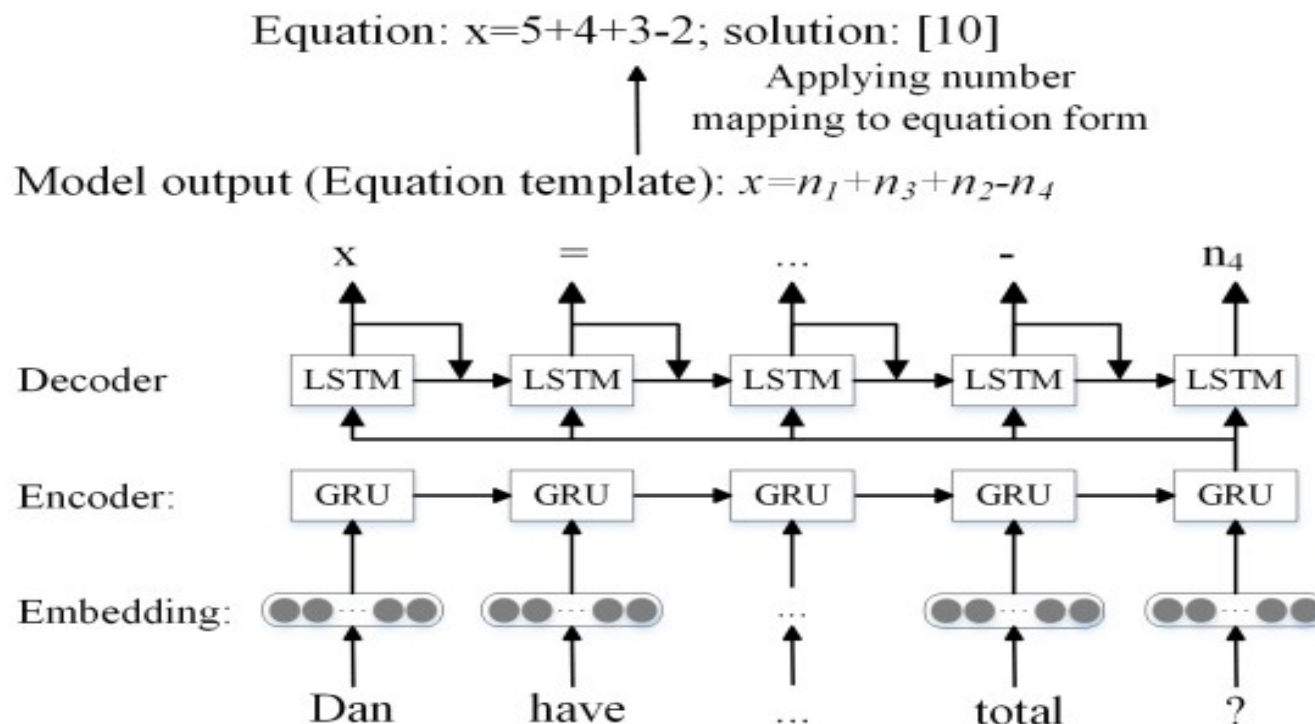 Equation: x=5+4+3-2; solution: [10]
Applying number
mapping to equation form
Model output (Equation template): x=n₁+n₃+n₂-n₄
x = ... - n₄
Decoder LSTM LSTM LSTM LSTM LSTM
Encoder: GRU GRU GRU GRU GRU
Embedding: ... ... ... ... ...
Dan have ... total ?